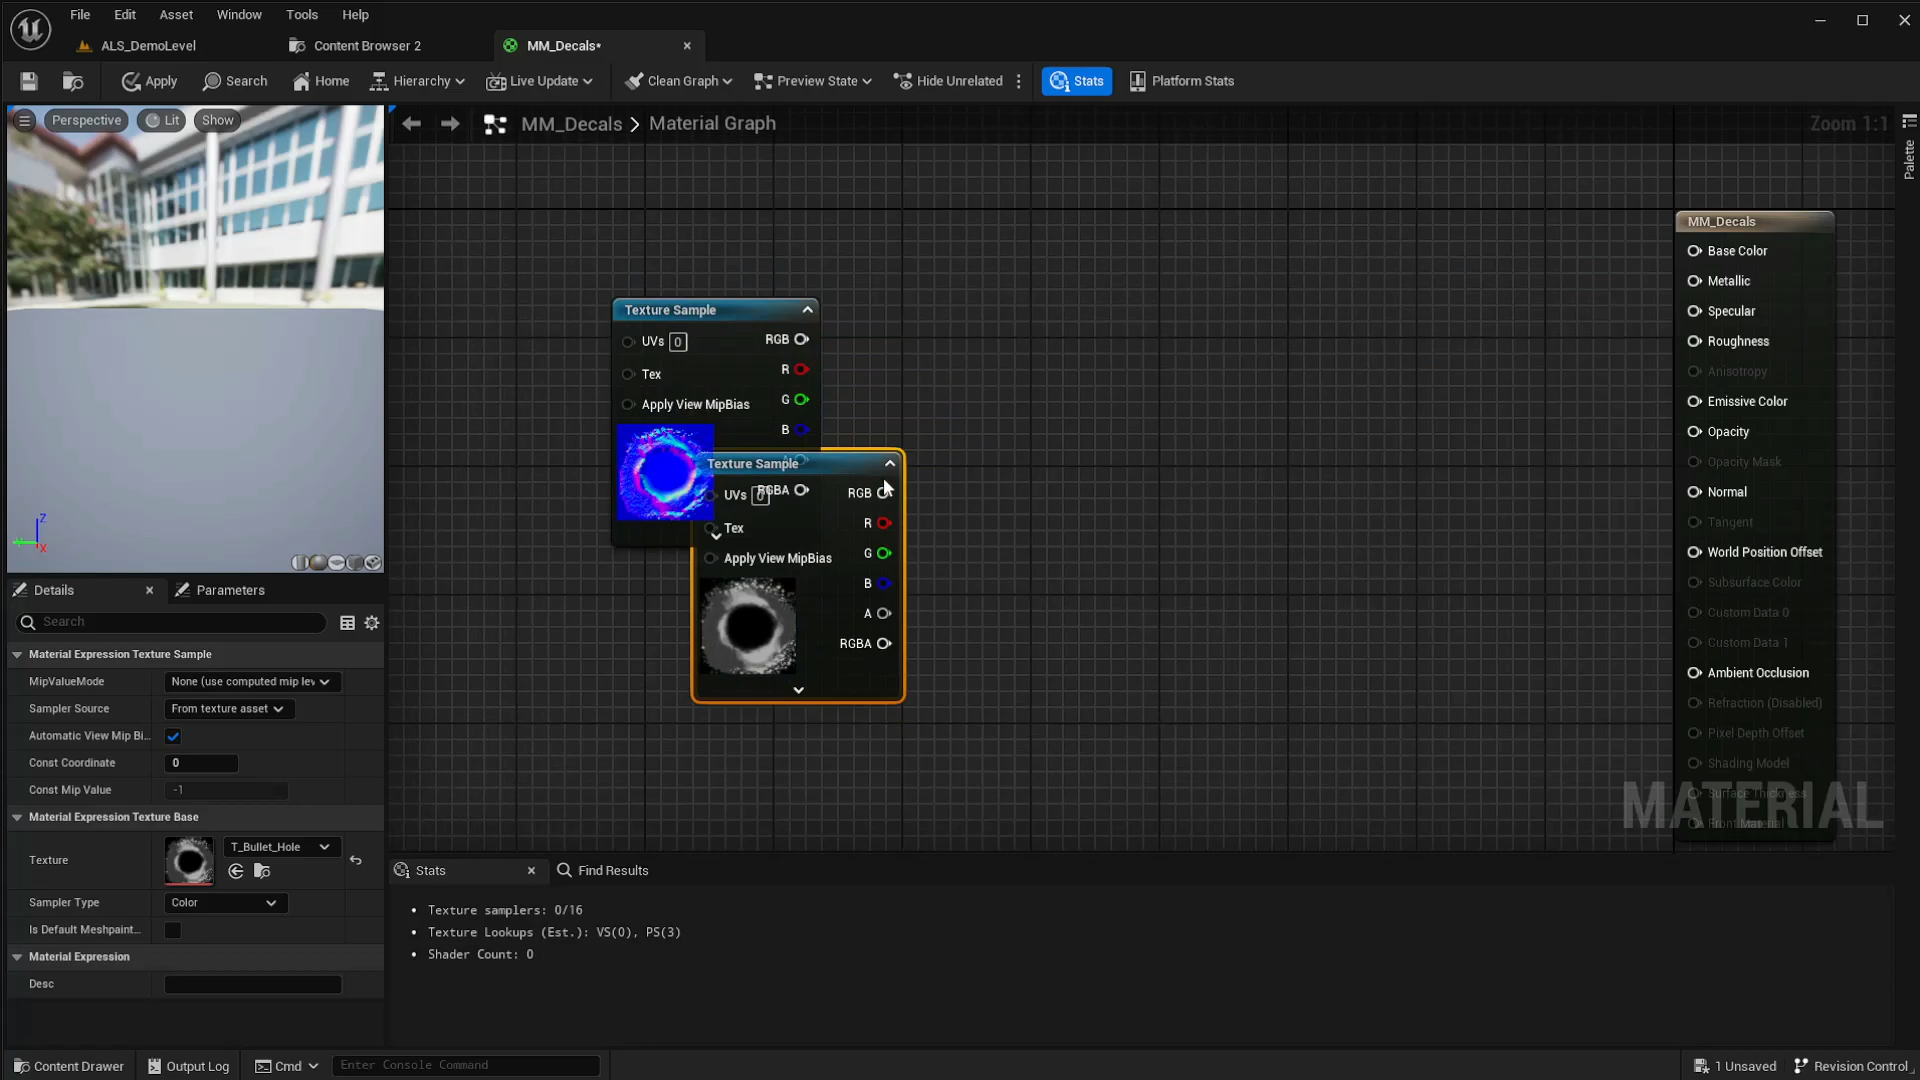 File Edit Asset Window Tools Help
ALS_DemoLevel Content Browser 2 MM_Decals*
Apply Search Home Hierarchy Live Update Clean Graph Preview State Hide Unrelated Stats Platform Stats
Perspective Lit Show
MM_Decals > Material Graph
Zoom 1:1
Palette
MM_Decals
Base Color
Metallic
Specular
Roughness
Anisotropy
Emissive Color
Opacity
Opacity Mask
Normal
Tangent
World Position Offset
Subsurface Color
Custom Data 0
Custom Data 1
Ambient Occlusion
Refraction (Disabled)
Pixel Depth Offset
Shading Model
Surface Thickness
Front Material
MATERIAL
Texture Sample
UVs 0 RGB
R
Tex
G
Apply View MipBias
B
RGBA
Texture Sample
UVs 0 RGB
R
Tex
G
Apply View MipBias
B
A
RGBA
Z
X
Details Parameters
Search
Material Expression Texture Sample
MipValueMode None (use computed mip lev
Sampler Source From texture asset
Automatic View Mip Bi...
Const Coordinate 0
Const Mip Value -1
Material Expression Texture Base
Texture T_Bullet_Hole
Sampler Type Color
Is Default Meshpaint...
Material Expression
Desc
Stats Find Results
• Texture samplers: 0/16
• Texture Lookups (Est.): VS(0), PS(3)
• Shader Count: 0
Content Drawer Output Log Cmd Enter Console Command 1 Unsaved Revision Control